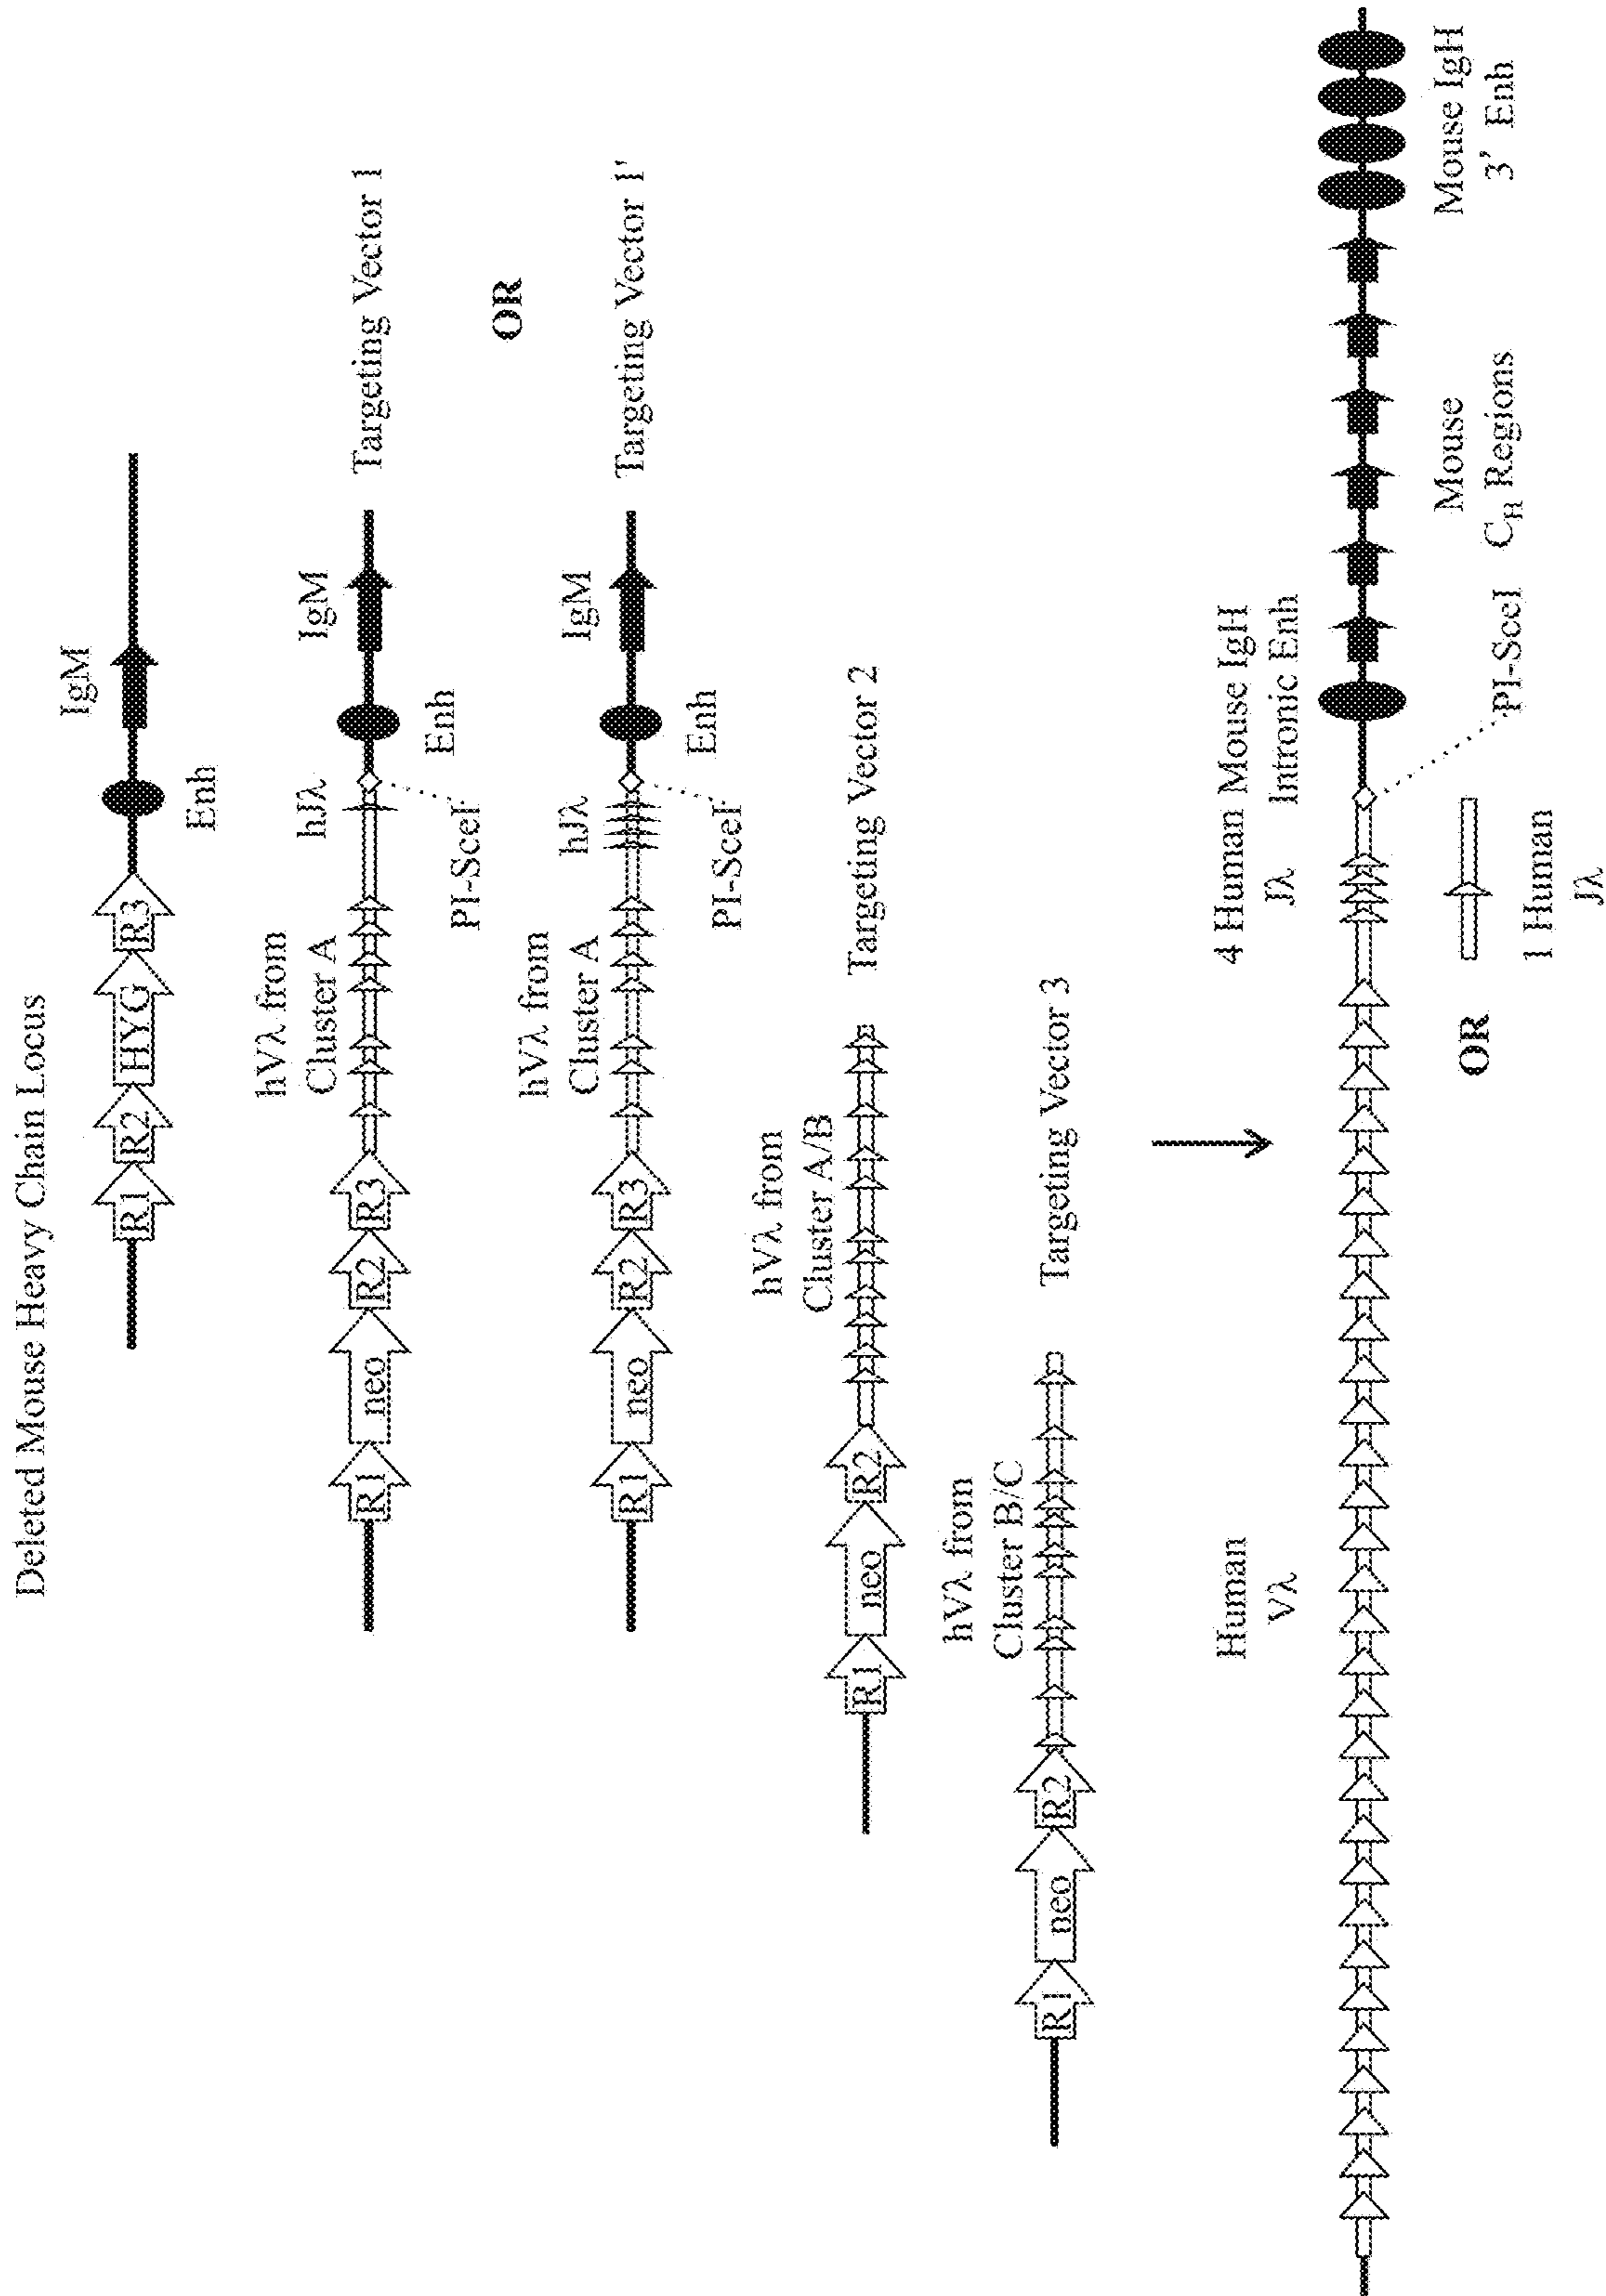 Deleted Mouse Heavy Chain Locus
R1
R2
HYG
R3
Enh
IgM
hVλ from
Cluster A
hJλ
IgM
R1
neo
R2
R3
PI-SceI
Enh
Targeting Vector 1
OR
hVλ from
Cluster A
hJλ
IgM
R1
neo
R2
R3
PI-SceI
Enh
Targeting Vector 1'
hVλ from
Cluster A/B
R1
neo
R2
Targeting Vector 2
hVλ from
Cluster B/C
R1
neo
R2
Targeting Vector 3
Human
Vλ
4 Human
Jλ
Mouse IgH
Intronic Enh
OR
1 Human
Jλ
PI-SceI
Mouse
CH Regions
Mouse IgH
3' Enh